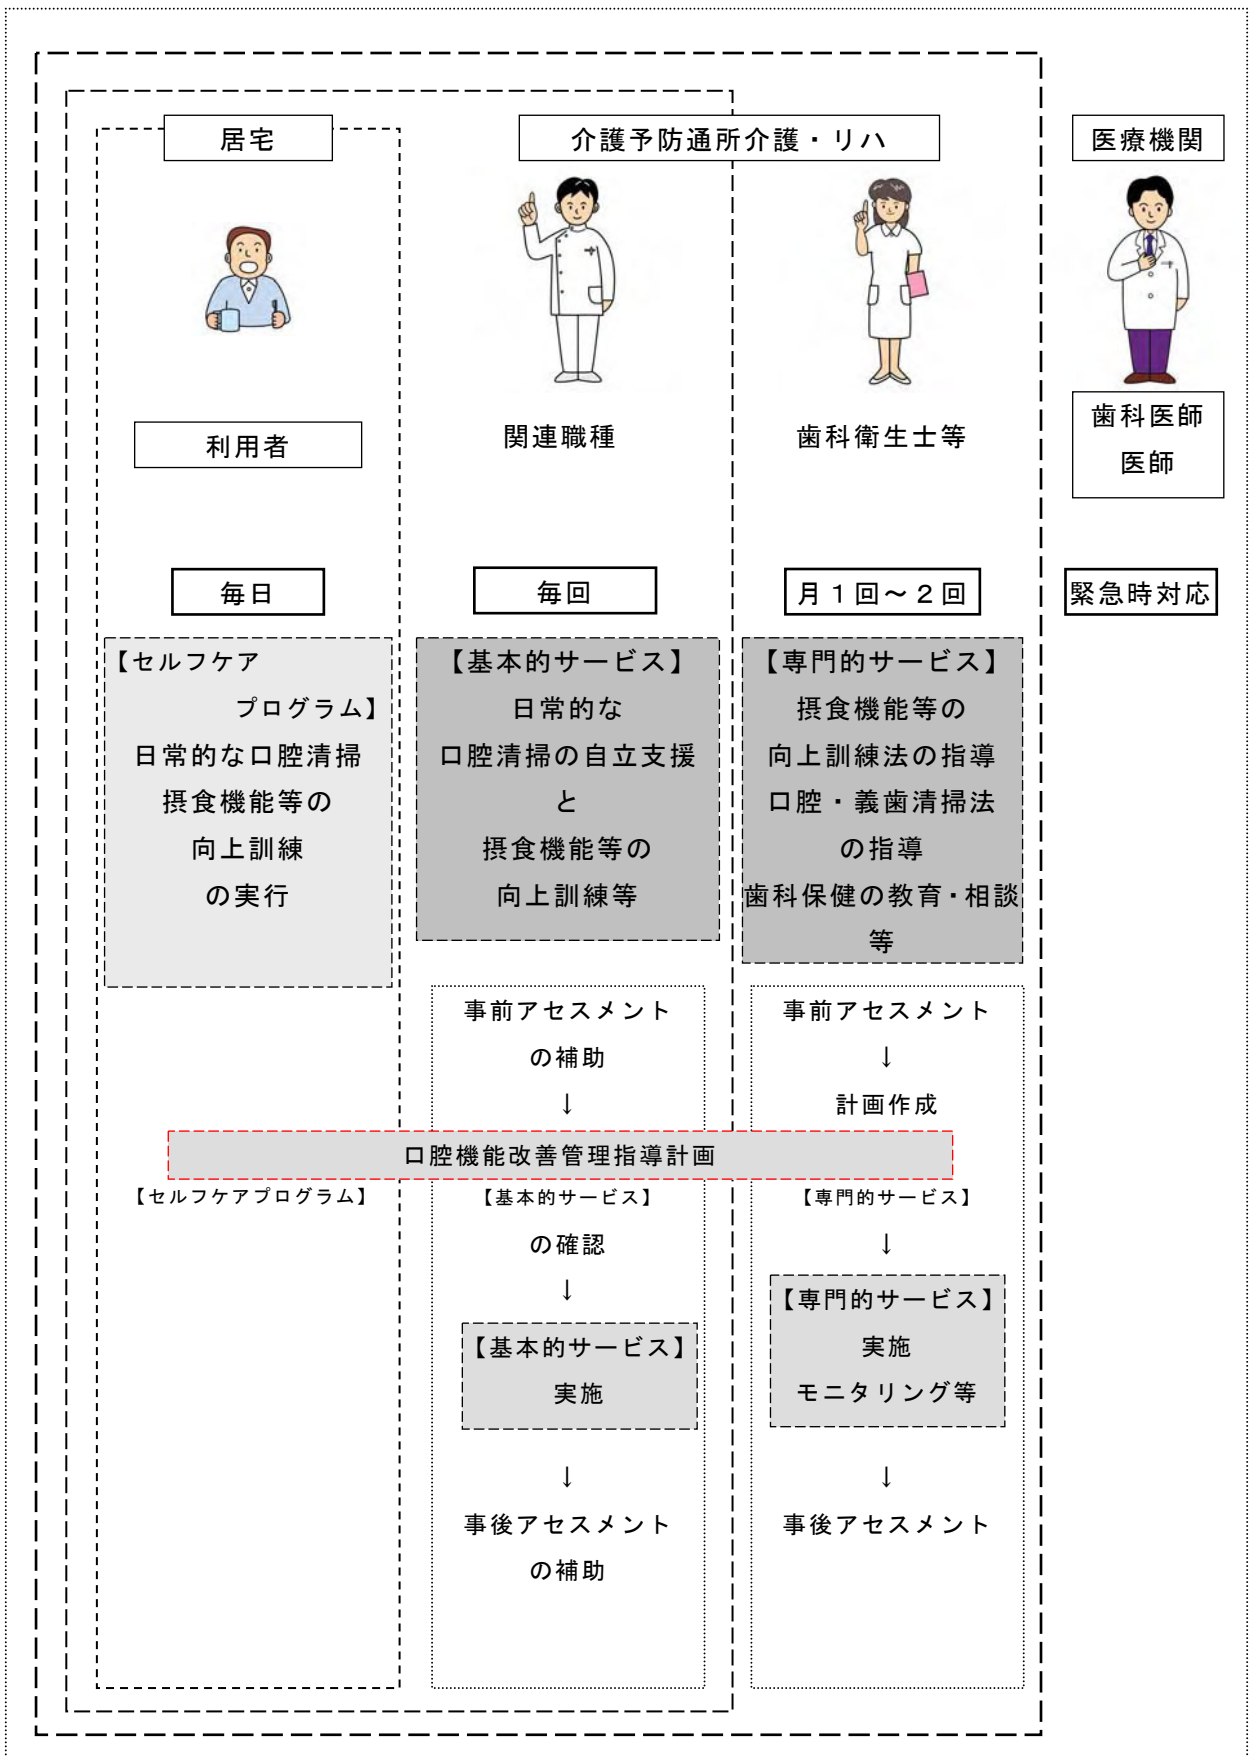 居宅
介護予防通所介護・リハ
医療機関
利用者
関連職種
歯科衛生士等
歯科医師
医師
毎日
毎回
月1回～2回
緊急時対応
【セルフケア
プログラム】
日常的な口腔清掃
摂食機能等の
向上訓練
の実行
【基本的サービス】
日常的な
口腔清掃の自立支援
と
摂食機能等の
向上訓練等
【専門的サービス】
摂食機能等の
向上訓練法の指導
口腔・義歯清掃法
の指導
歯科保健の教育・相談
等
事前アセスメント
の補助
↓
事前アセスメント
↓
計画作成
口腔機能改善管理指導計画
【セルフケアプログラム】
【基本的サービス】
の確認
↓
【基本的サービス】
実施
↓
事後アセスメント
の補助
【専門的サービス】
↓
【専門的サービス】
実施
モニタリング等
↓
事後アセスメント